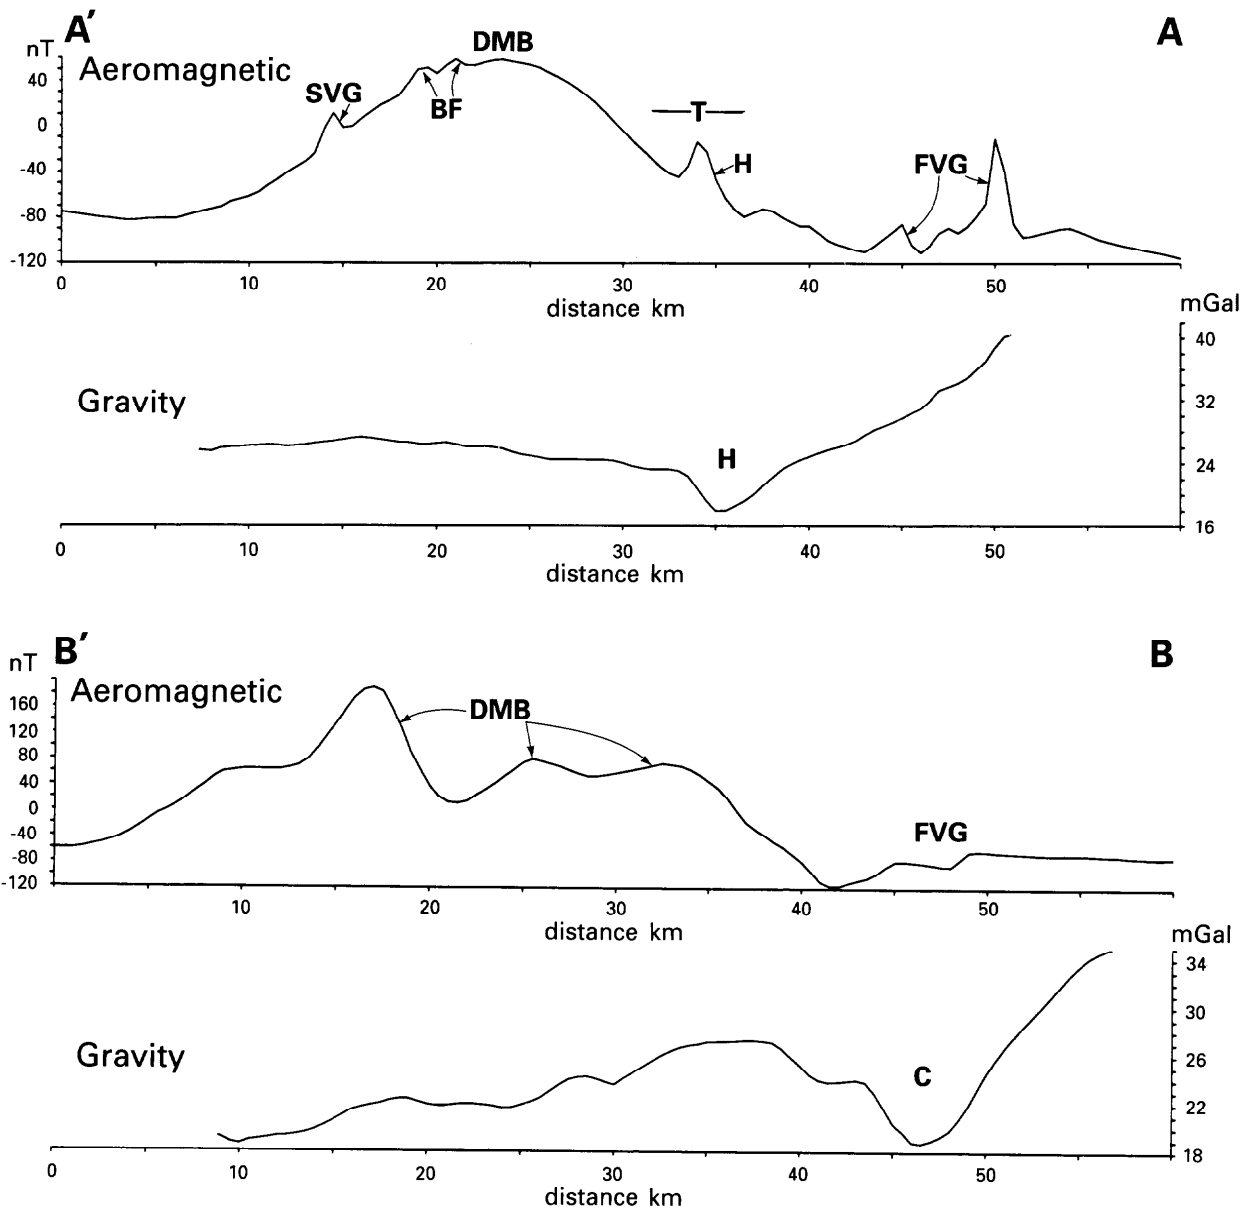 A′ A
nT
Aeromagnetic
DMB
40
SVG
BF
T
0
H
FVG
-40
-80
-120
0 10 20 30 40 50
distance km
mGal
40
Gravity
32
H
24
16
0 10 20 30 40 50
distance km
B′ B
nT
Aeromagnetic
160
DMB
120
80
40
0
FVG
-40
-80
-120
10 20 30 40 50
distance km
mGal
34
30
Gravity
26
C
22
18
0 10 20 30 40 50
distance km